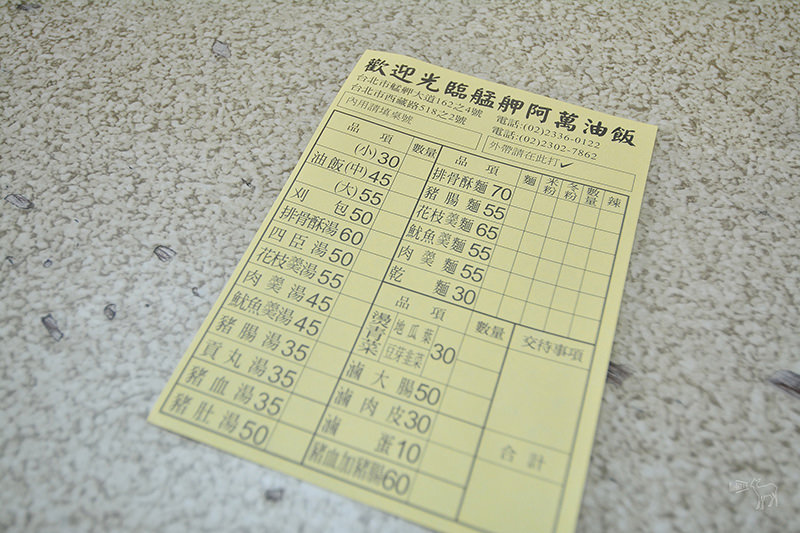 歡迎光臨艋舺阿萬油飯
台北市艋舺大道162之4號 電話:(02)2336-0122
台北市西藏路518之2號 電話:(02)2302-7862
內用請填桌號
外帶請在此打✓
品項 數量
油飯 (小)30
(中)45
(大)55
刈包50
排骨酥湯60
四臣湯50
花枝羹湯55
肉羹湯45
魷魚羹湯45
豬腸湯35
貢丸湯35
豬血湯35
豬肚湯50
品項 麵 米粉 冬粉 數量 辣
排骨酥麵70
豬腸麵55
花枝羹麵65
魷魚羹麵55
肉羹麵55
乾麵30
品項 數量 交待事項
燙青菜 地瓜葉 豆芽韭菜 30
滷大腸50
滷肉皮30
滷蛋10
豬血加豬腸60
合計